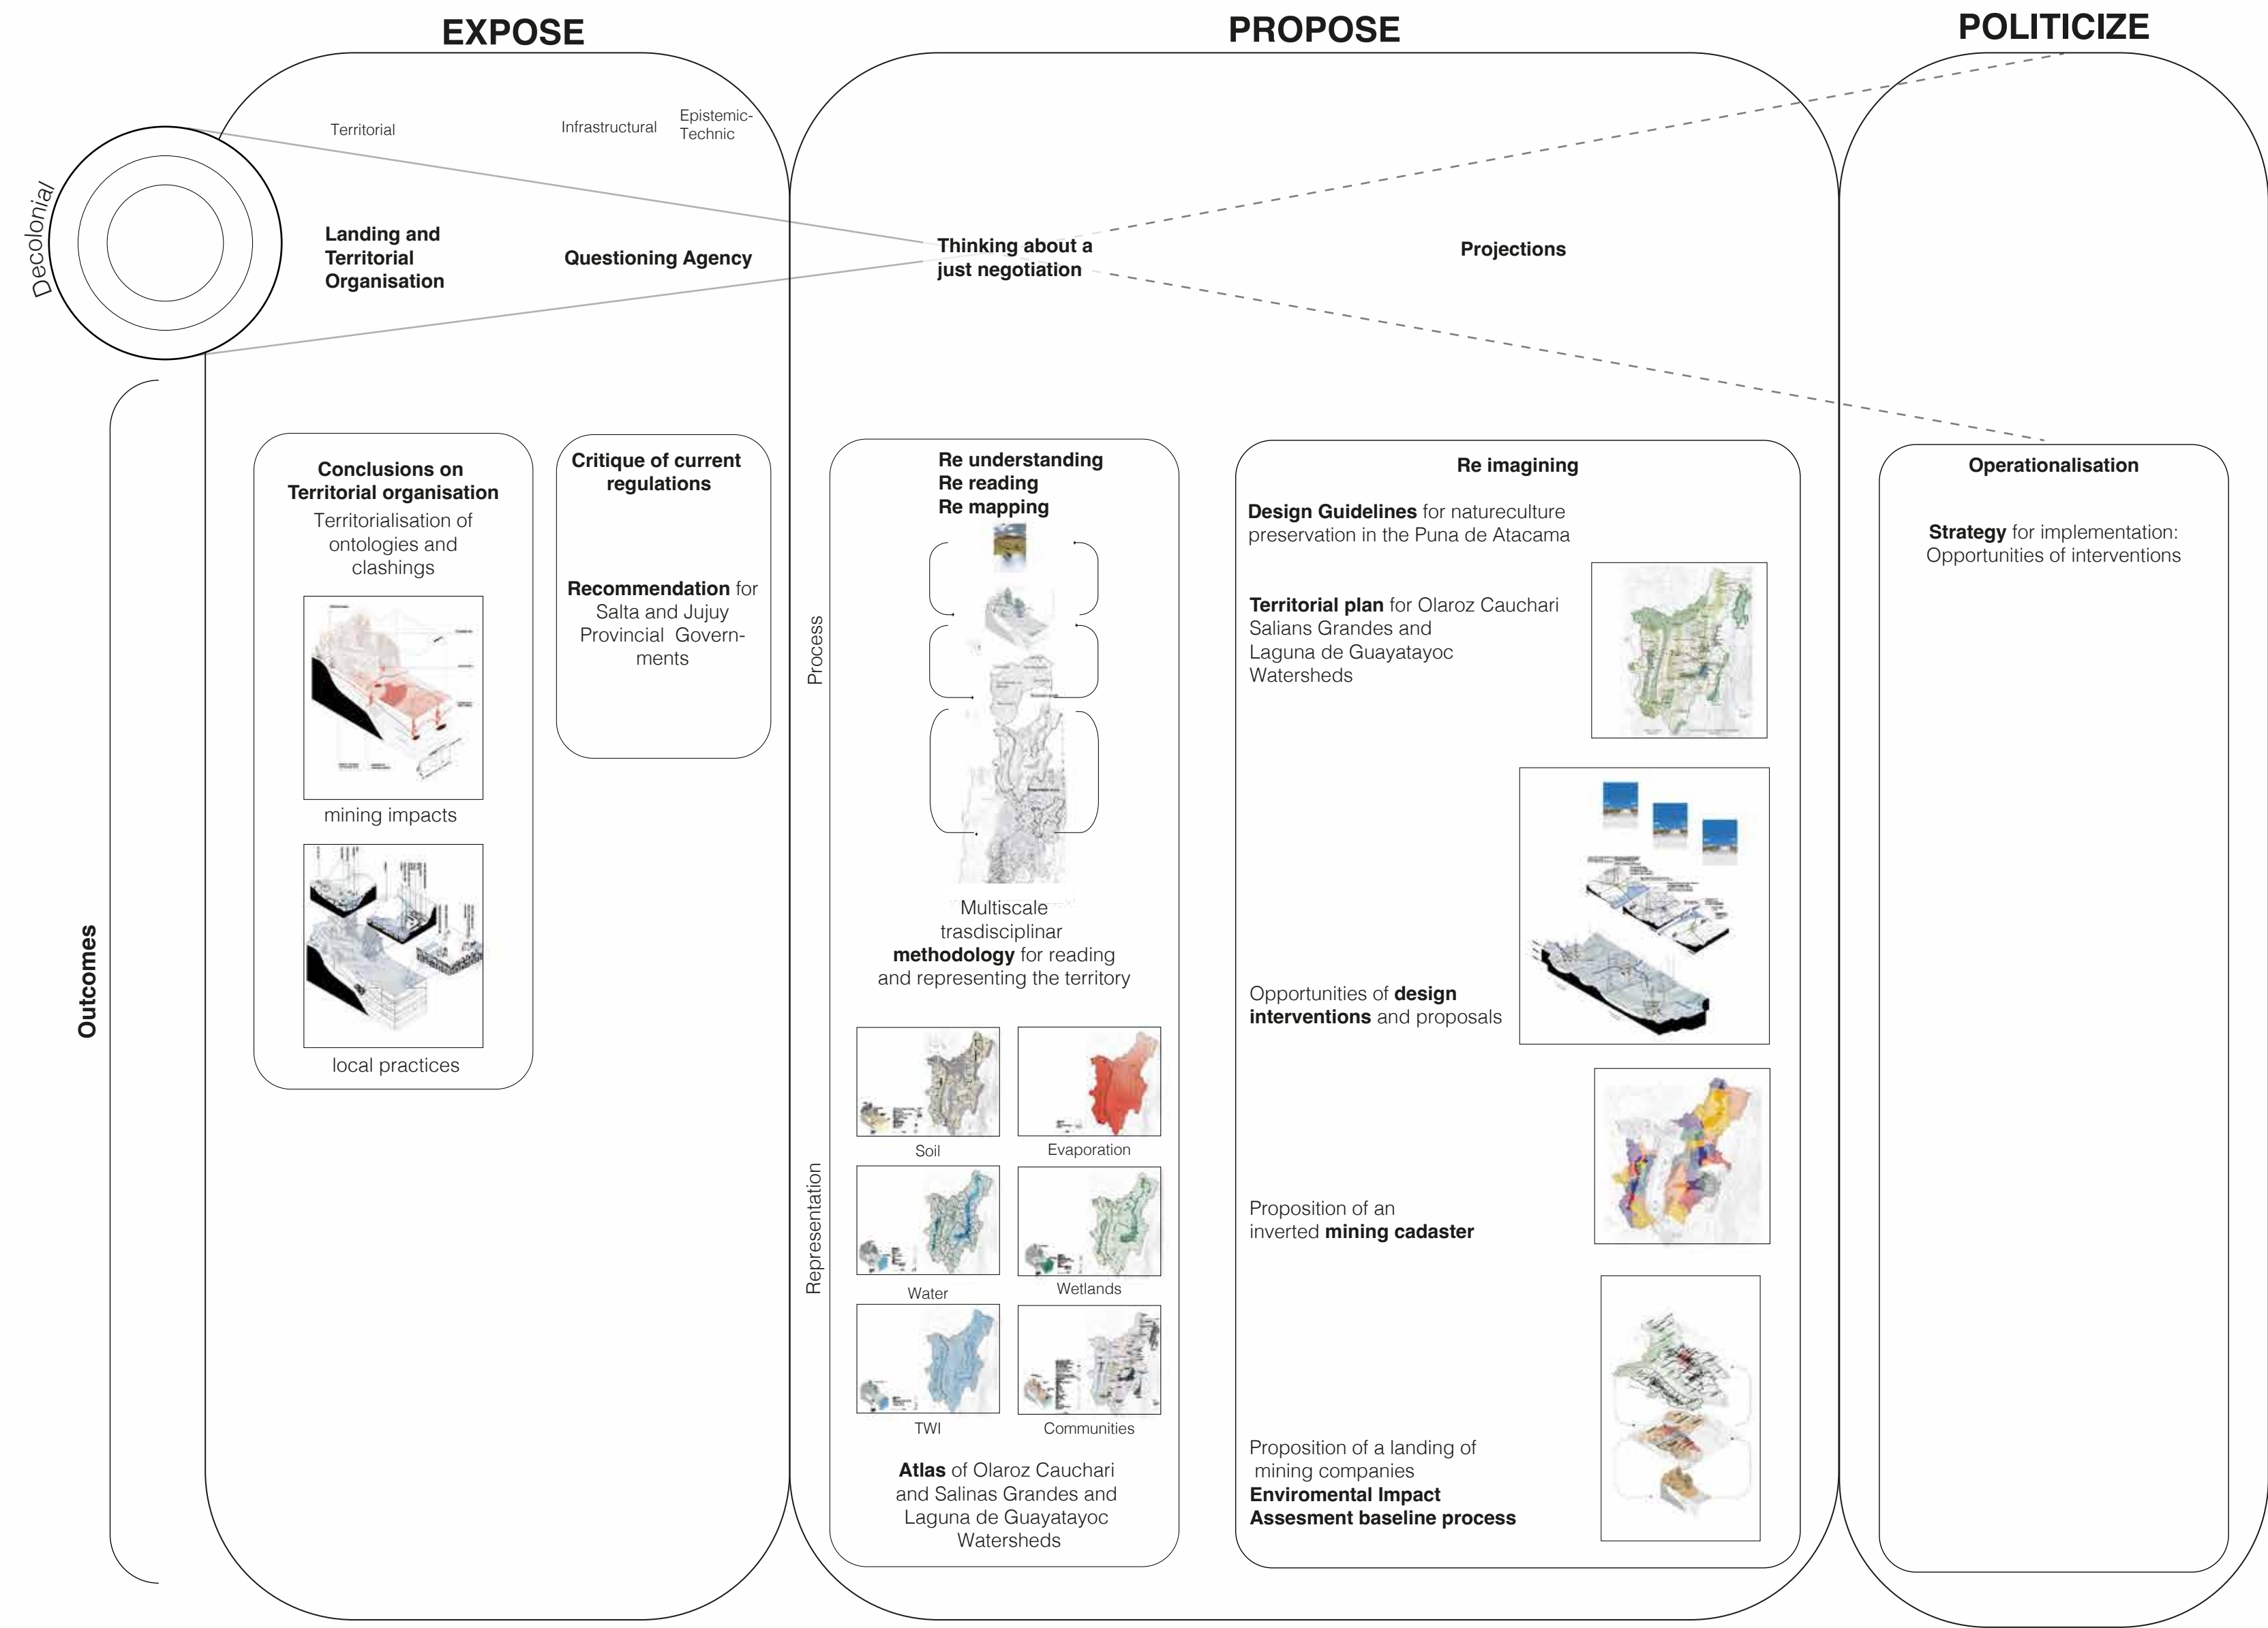 EXPOSE
PROPOSE
POLITICIZE
Decolonial
Territorial
Infrastructural
Epistemic-
Technic
Landing and
Territorial
Organisation
Questioning Agency
Thinking about a
just negotiation
Projections
Outcomes
Conclusions on
Territorial organisation
Territorialisation of
ontologies and
clashings
mining impacts
local practices
Critique of current
regulations
Recommendation for
Salta and Jujuy
Provincial Govern-
ments
Process
Re understanding
Re reading
Re mapping
Multiscale
trasdisciplinar
methodology for reading
and representing the territory
Representation
Soil
Evaporation
Water
Wetlands
TWI
Communities
Atlas of Olaroz Cauchari
and Salinas Grandes and
Laguna de Guayatayoc
Watersheds
Re imagining
Design Guidelines for natureculture
preservation in the Puna de Atacama
Territorial plan for Olaroz Cauchari
Salians Grandes and
Laguna de Guayatayoc
Watersheds
Opportunities of design
interventions and proposals
Proposition of an
inverted mining cadaster
Proposition of a landing of
mining companies
Enviromental Impact
Assesment baseline process
Operationalisation
Strategy for implementation:
Opportunities of interventions